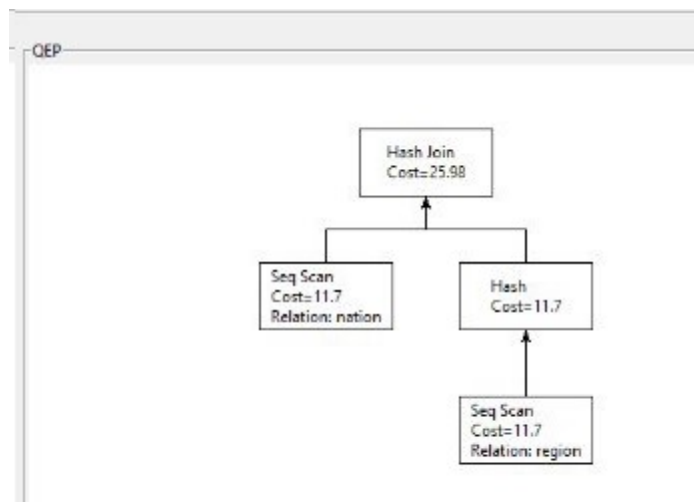 QEP
Hash Join
Cost=25.98
Seq Scan
Cost=11.7
Relation: nation
Hash
Cost=11.7
Seq Scan
Cost=11.7
Relation: region